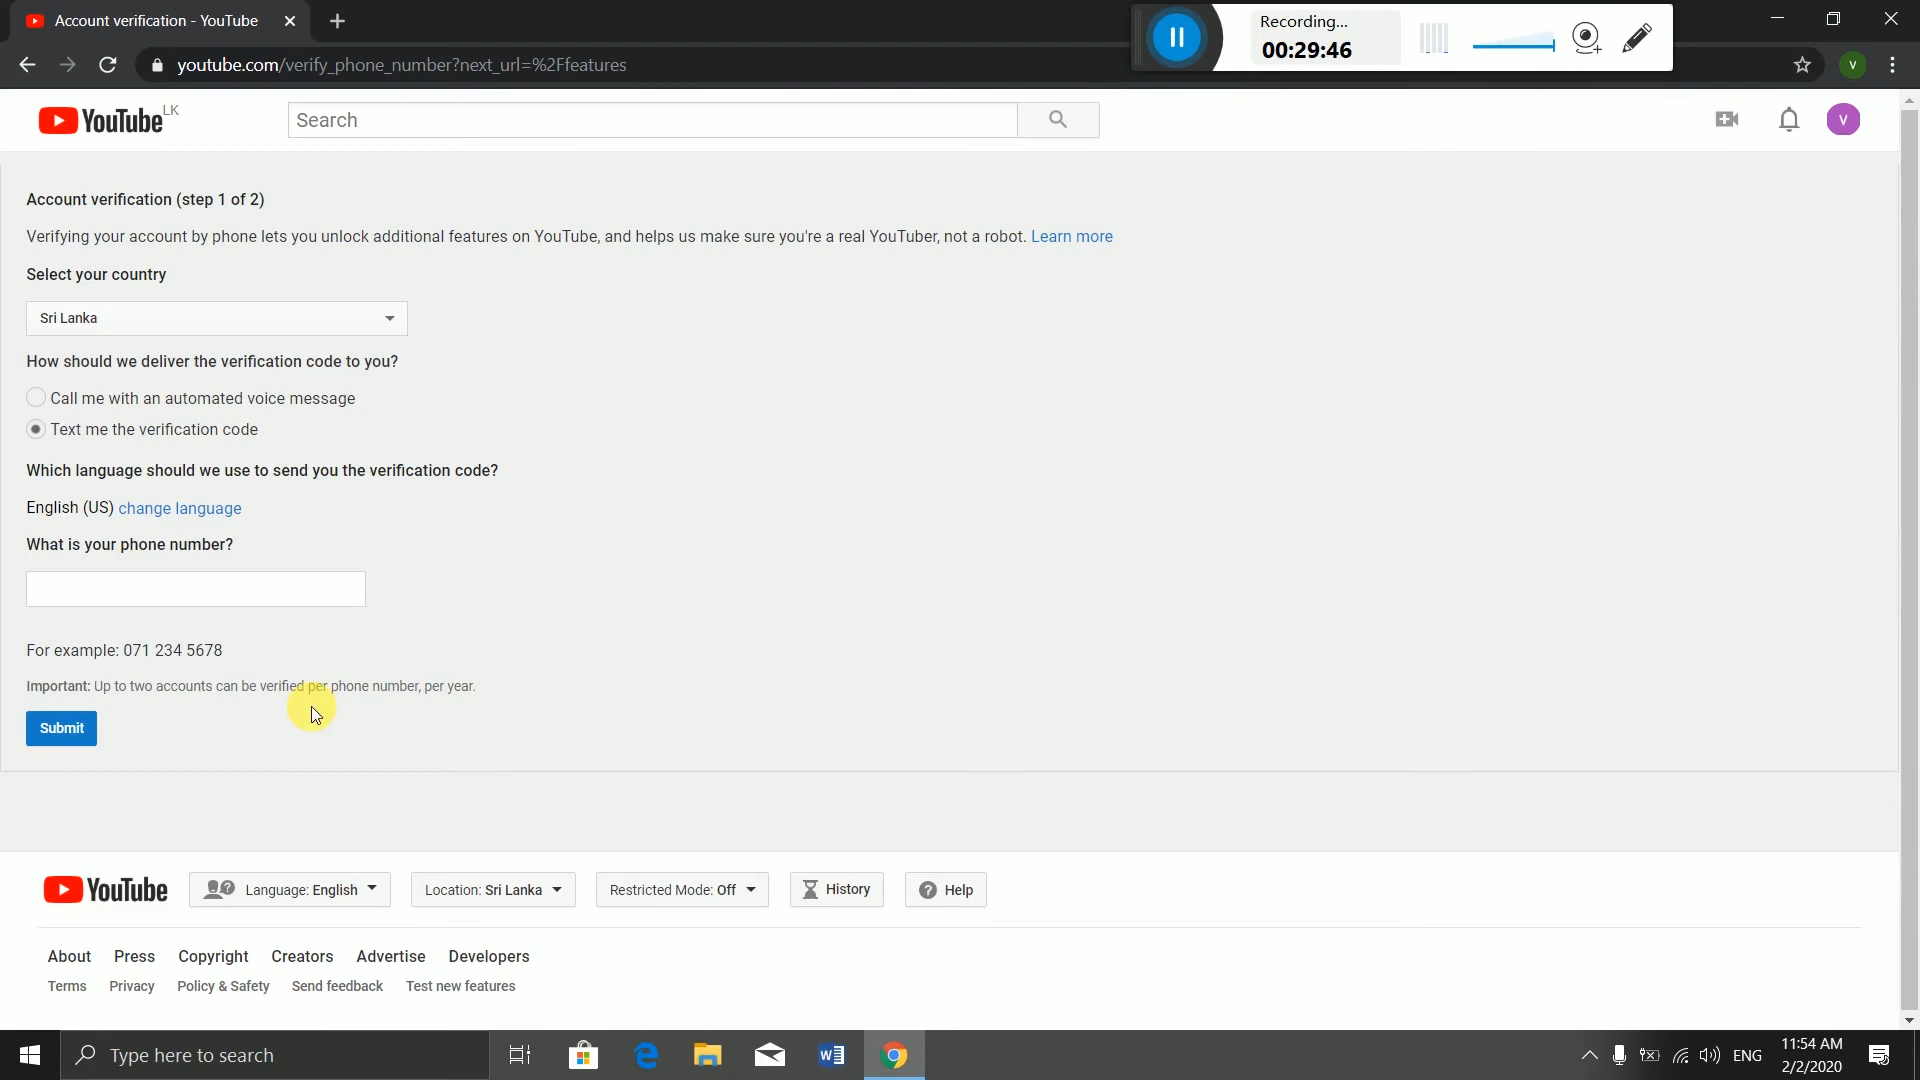 Account verification - YouTube
Recording...
00:29:46
youtube.com/verify_phone_number?next_url=%2Ffeatures
V
YouTube LK
Search
V
Account verification (step 1 of 2)
Verifying your account by phone lets you unlock additional features on YouTube, and helps us make sure you're a real YouTuber, not a robot. Learn more
Select your country
Sri Lanka
How should we deliver the verification code to you?
Call me with an automated voice message
Text me the verification code
Which language should we use to send you the verification code?
English (US) change language
What is your phone number?
For example: 071 234 5678
Important: Up to two accounts can be verified per phone number, per year.
Submit
YouTube
Language: English
Location: Sri Lanka
Restricted Mode: Off
History
Help
About Press Copyright Creators Advertise Developers
Terms Privacy Policy & Safety Send feedback Test new features
Type here to search
ENG
11:54 AM
2/2/2020